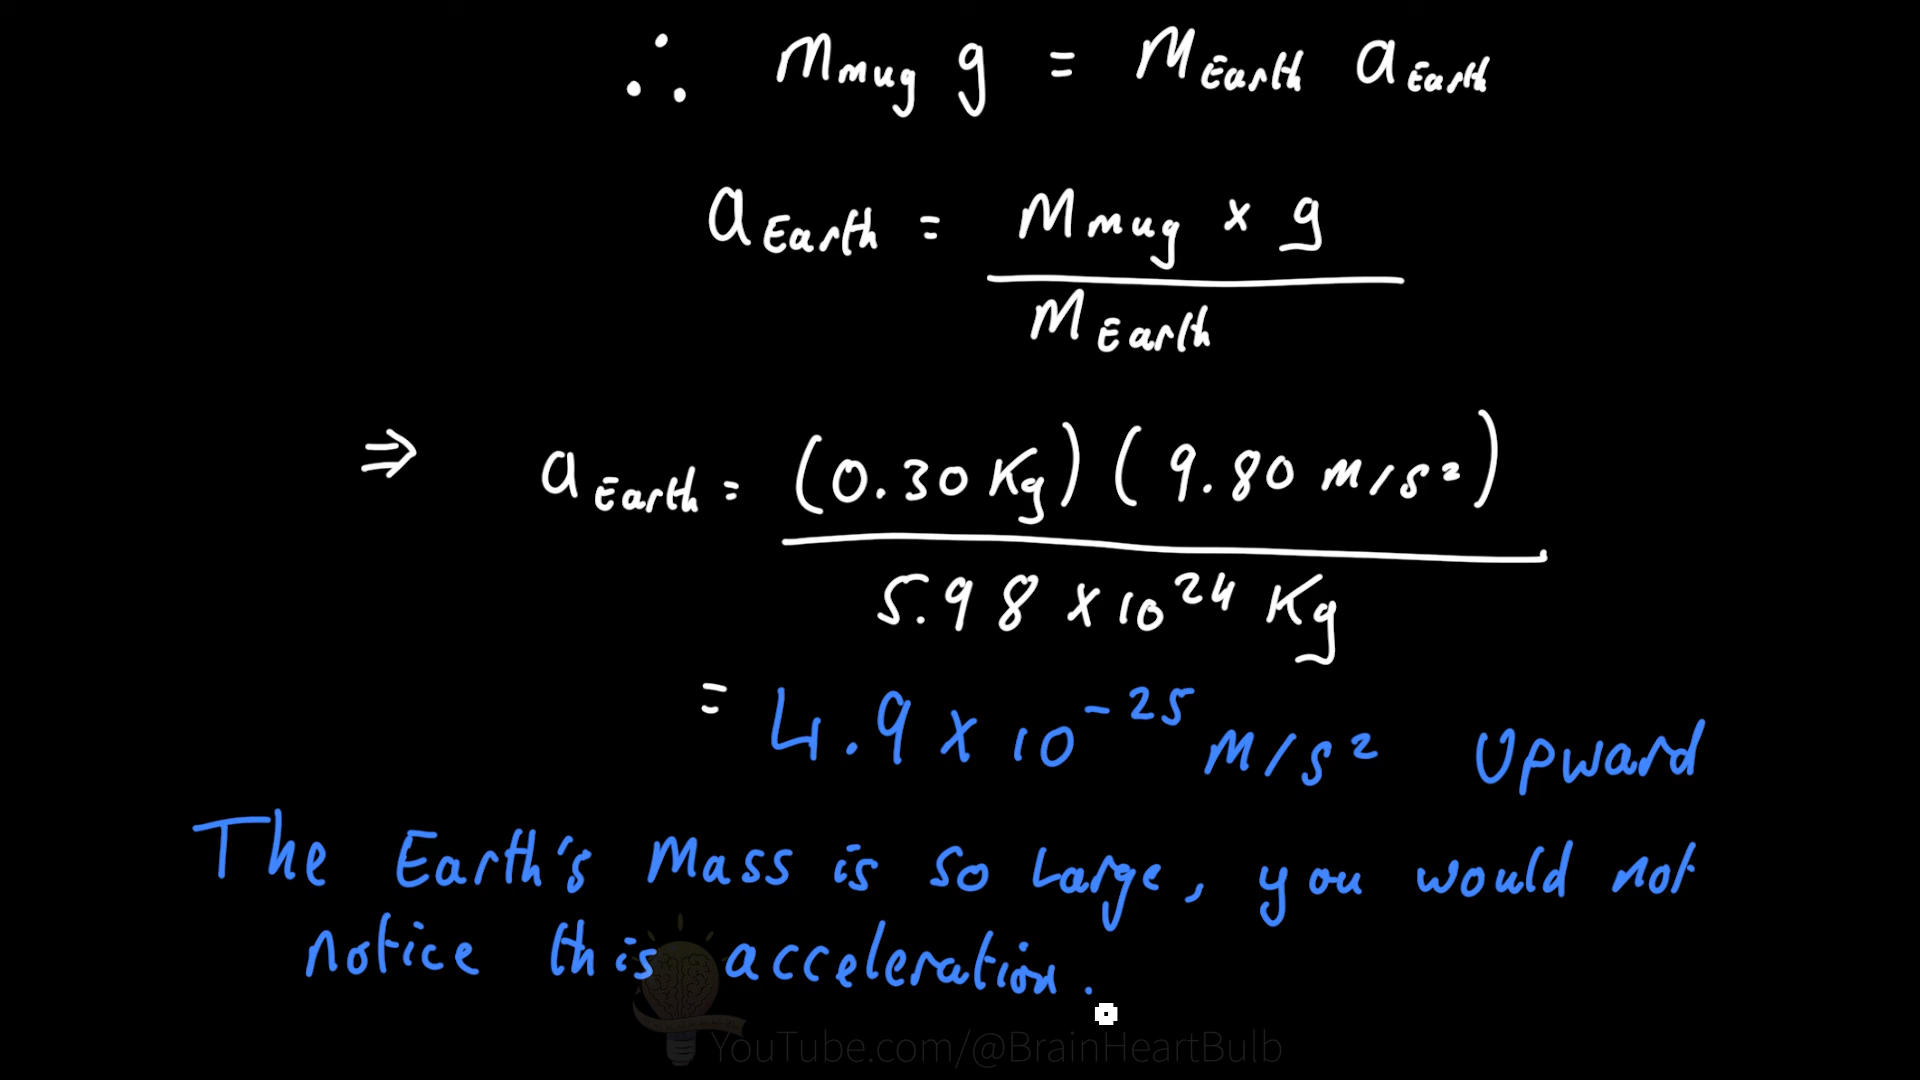 ∴ Mmug g = MEarth aEarth
aEarth = Mmug x g
MEarth
⇒ aEarth = (0.30 Kg) (9.80 M/s²)
5.98 x 10²⁴ Kg
= 4.9 x 10⁻²⁵ M/s² Upward
The Earth's Mass is so Large, you would not
notice this acceleration.
YouTube.com/@BrainHeartBulb